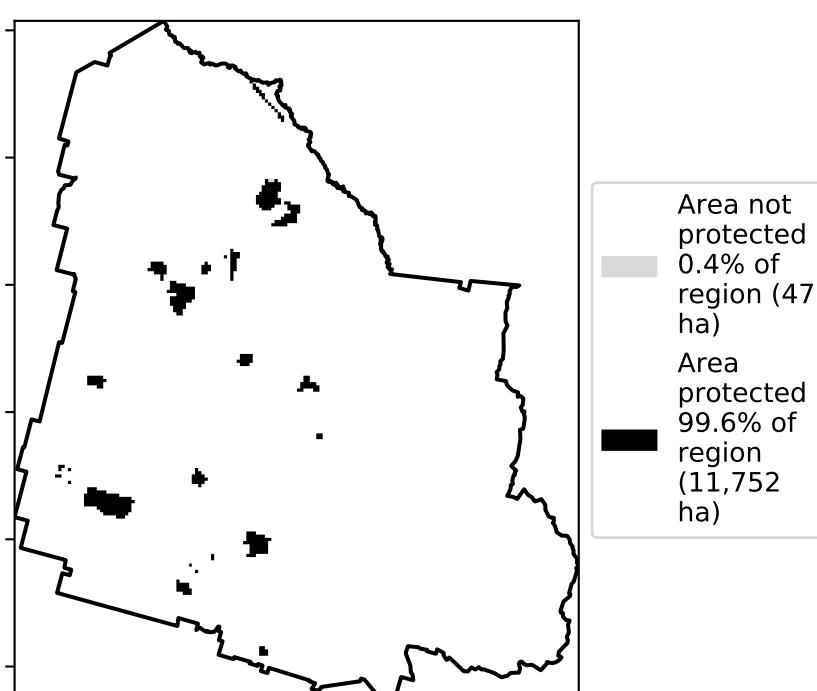 Area not
protected
0.4% of
region (47
ha)
Area
protected
99.6% of
region
(11,752
ha)